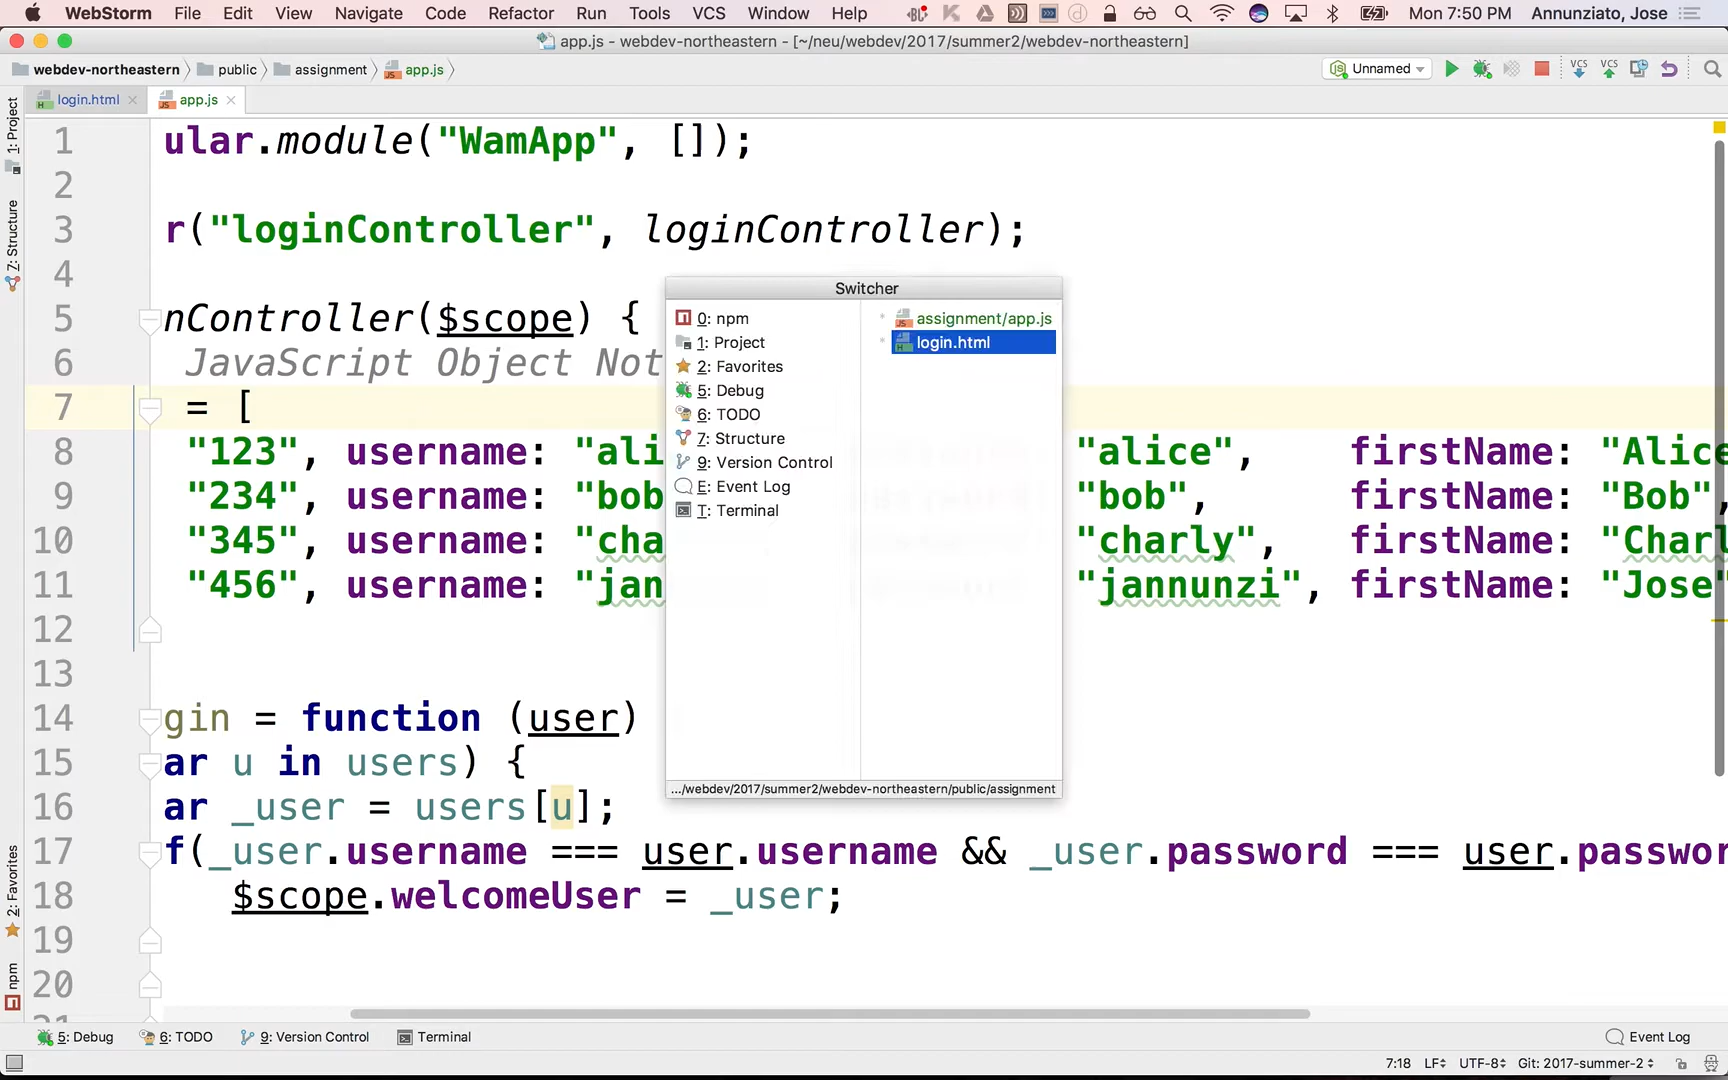 WebStorm File Edit View Navigate Code Refactor Run Tools VCS Window Help Mon 7:50 PM Annunziato, Jose
app.js - webdev-northeastern - [~/neu/webdev/2017/summer2/webdev-northeastern]
webdev-northeastern public assignment app.js Unnamed VCS VCS
login.html app.js
1: Project
7: Structure
2: Favorites
npm
1 ular.module("WamApp", []);
2
3 r("loginController", loginController);
4
5 nController($scope) {
6 JavaScript Object Not
7 = [
8 "123", username: "ali "alice", firstName: "Alice
9 "234", username: "bob "bob", firstName: "Bob",
10 "345", username: "cha "charly", firstName: "Charl
11 "456", username: "jan "jannunzi", firstName: "Jose"
12
13
14 gin = function (user)
15 ar u in users) {
16 ar _user = users[u];
17 f(_user.username === user.username && _user.password === user.passwor
18 $scope.welcomeUser = _user;
19
20
Switcher
0: npm
1: Project
2: Favorites
5: Debug
6: TODO
7: Structure
9: Version Control
E: Event Log
T: Terminal
assignment/app.js
login.html
.../webdev/2017/summer2/webdev-northeastern/public/assignment
5: Debug 6: TODO 9: Version Control Terminal Event Log
7:18 LF UTF-8 Git: 2017-summer-2